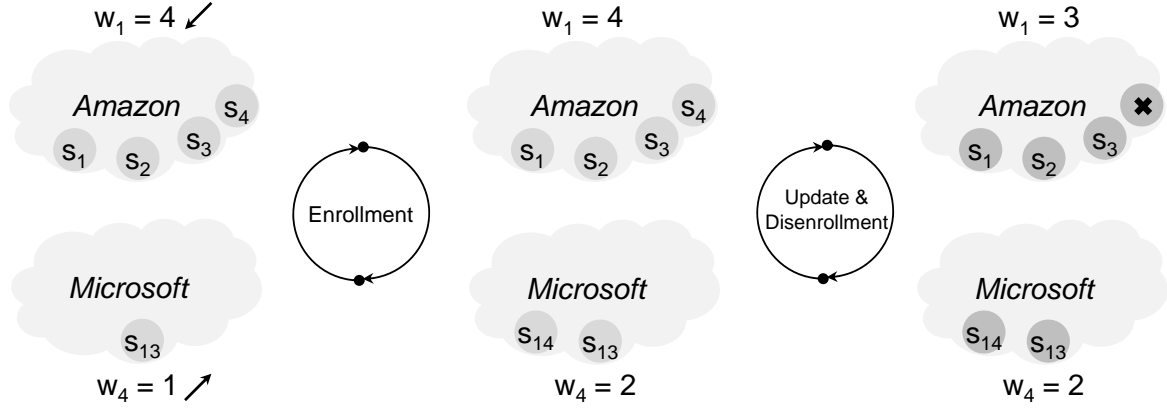 w₁ = 4
Amazon
s₁ s₂ s₃ s₄
Microsoft
s₁₃
w₄ = 1
Enrollment
w₁ = 4
Amazon
s₁ s₂ s₃ s₄
Microsoft
s₁₄ s₁₃
w₄ = 2
Update &
Disenrollment
w₁ = 3
Amazon
s₁ s₂ s₃
Microsoft
s₁₄ s₁₃
w₄ = 2